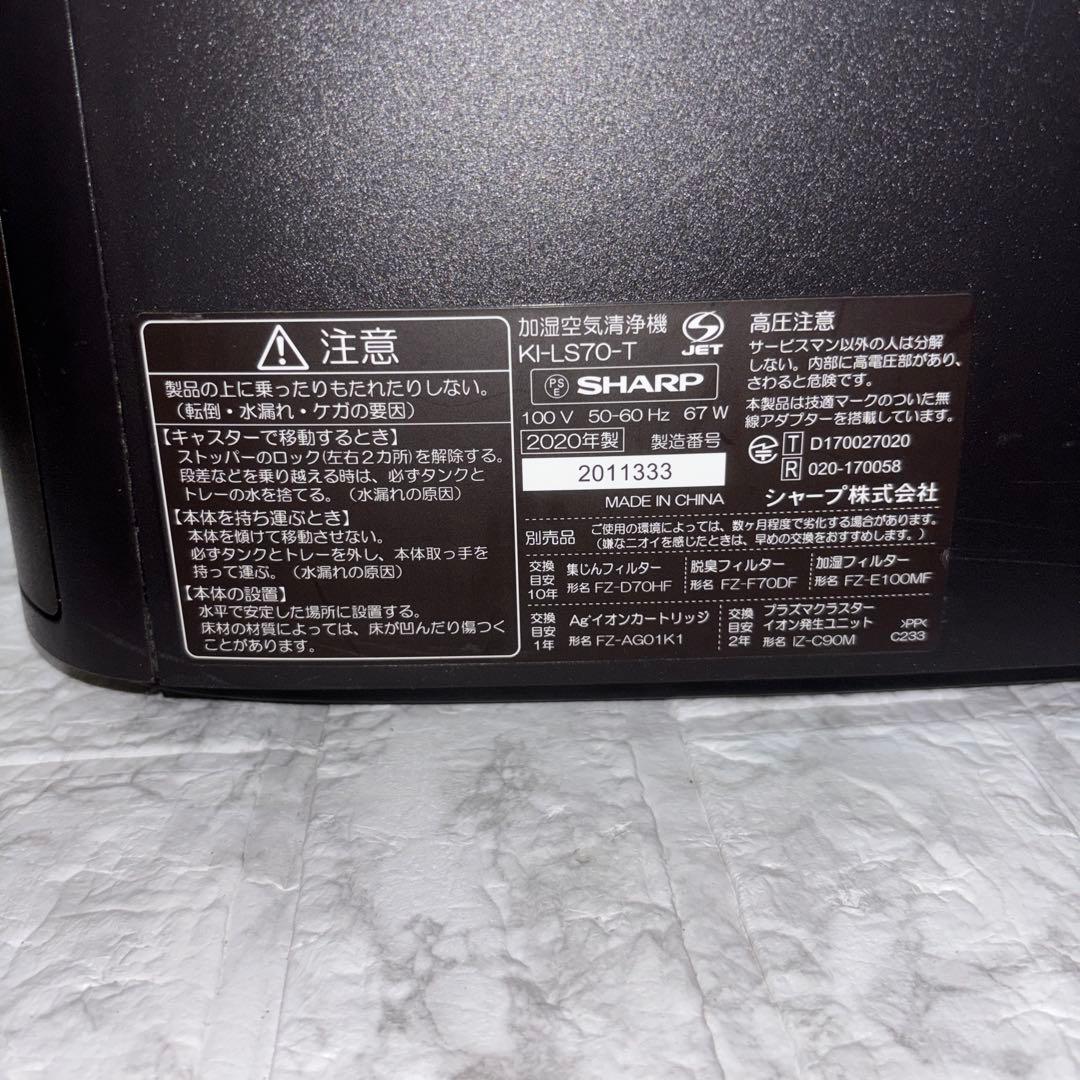 注意
製品の上に乗ったりもたれたりしない。
（転倒・水漏れ・ケガの要因）
【キャスターで移動するとき】
ストッパーのロック(左右2カ所)を解除する。
段差などを乗り越える時は、必ずタンクと
トレーの水を捨てる。（水漏れの原因）
【本体を持ち運ぶとき】
本体を傾けて移動させない。
必ずタンクとトレーを外し、本体取っ手を
持って運ぶ。（水漏れの原因）
【本体の設置】
水平で安定した場所に設置する。
床材の材質によっては、床が凹んだり傷つく
ことがあります。
加湿空気清浄機
KI-LS70-T
JET
PS
E
SHARP
100 V 50-60 Hz 67 W
2020年製 製造番号
2011333
MADE IN CHINA
高圧注意
サービスマン以外の人は分解
しない。内部に高電圧部があり、
さわると危険です。
本製品は技適マークのついた無
線アダプターを搭載しています。
T D170027020
R 020-170058
シャープ株式会社
別売品 ご使用の環境によっては、数ヶ月程度で劣化する場合があります。
（嫌なニオイを感じたときは、早めの交換をおすすめします。）
交換目安10年 集じんフィルター 形名 FZ-D70HF
脱臭フィルター 形名 FZ-F70DF
加湿フィルター 形名 FZ-E100MF
交換目安1年 Ag⁺イオンカートリッジ 形名 FZ-AG01K1
交換目安2年 プラズマクラスターイオン発生ユニット 形名 IZ-C90M
>PP<
C233